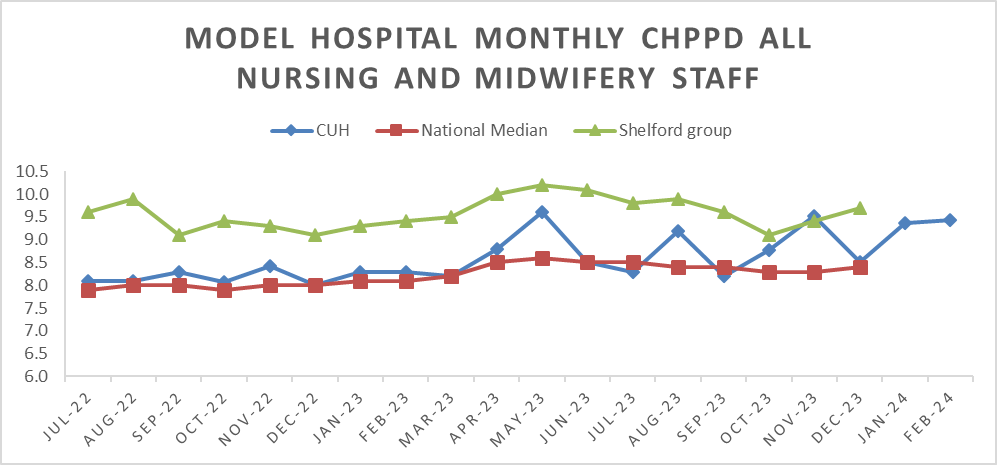 MODEL HOSPITAL MONTHLY CHPPD ALL
NURSING AND MIDWIFERY STAFF
CUH National Median Shelford group
10.5
10.0
9.5
9.0
8.5
8.0
7.5
7.0
6.5
6.0
JUL-22 AUG-22 SEP-22 OCT-22 NOV-22 DEC-22 JAN-23 FEB-23 MAR-23 APR-23 MAY-23 JUN-23 JUL-23 AUG-23 SEP-23 OCT-23 NOV-23 DEC-23 JAN-24 FEB-24